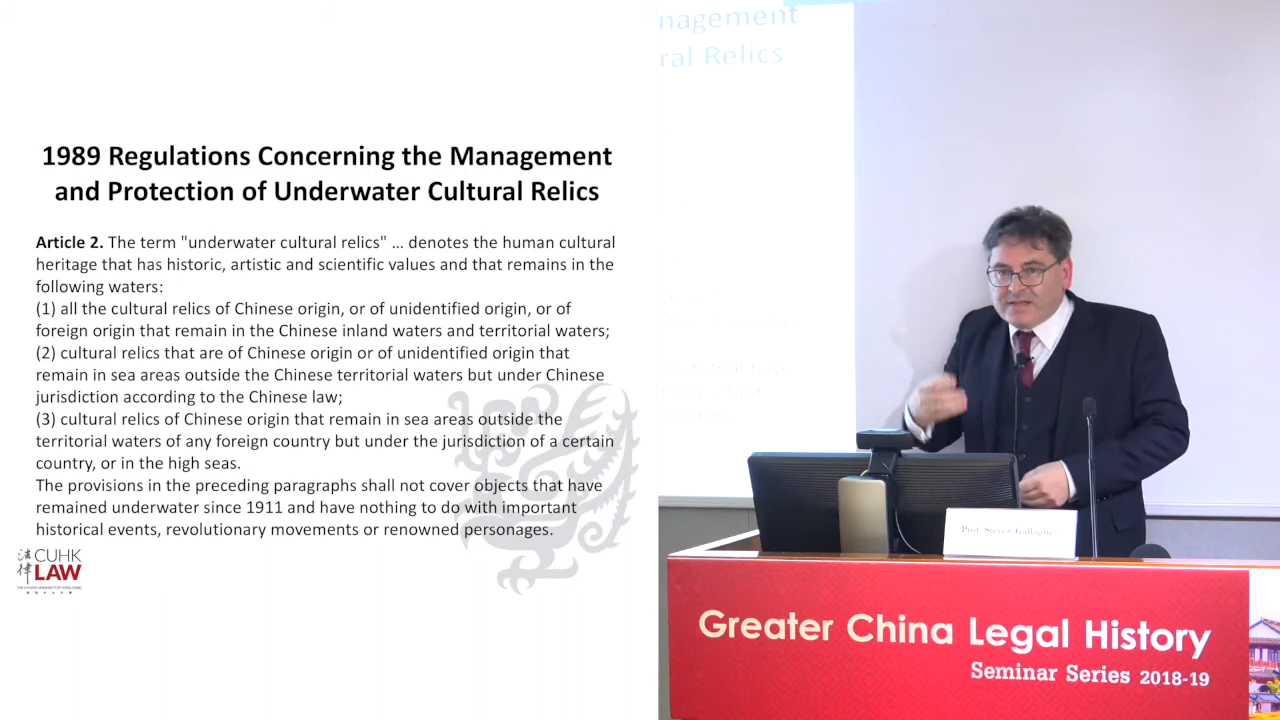 1989 Regulations Concerning the Management
and Protection of Underwater Cultural Relics
Article 2. The term "underwater cultural relics" ... denotes the human cultural
heritage that has historic, artistic and scientific values and that remains in the
following waters:
(1) all the cultural relics of Chinese origin, or of unidentified origin, or of
foreign origin that remain in the Chinese inland waters and territorial waters;
(2) cultural relics that are of Chinese origin or of unidentified origin that
remain in sea areas outside the Chinese territorial waters but under Chinese
jurisdiction according to the Chinese law;
(3) cultural relics of Chinese origin that remain in sea areas outside the
territorial waters of any foreign country but under the jurisdiction of a certain
country, or in the high seas.
The provisions in the preceding paragraphs shall not cover objects that have
remained underwater since 1911 and have nothing to do with important
historical events, revolutionary movements or renowned personages.
法律 CUHK
LAW
nagement
ral Relics
Prof. Steven Gallagher
Greater China Legal History
Seminar Series 2018-19